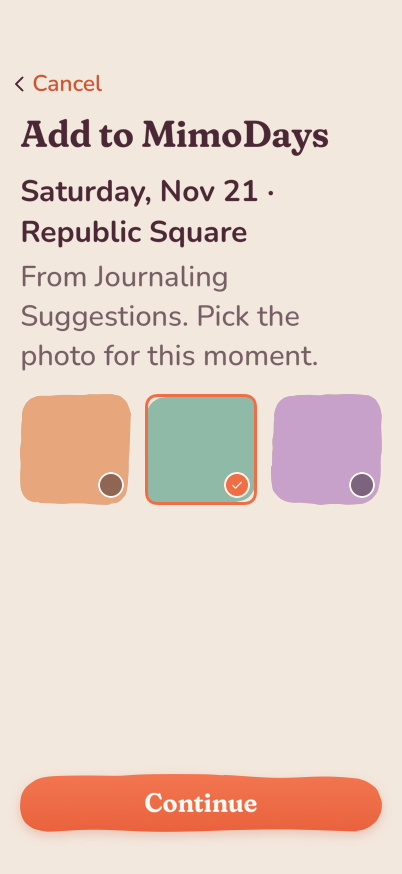 Cancel
Add to MimoDays
Saturday, Nov 21 ·
Republic Square
From Journaling
Suggestions. Pick the
photo for this moment.
Continue